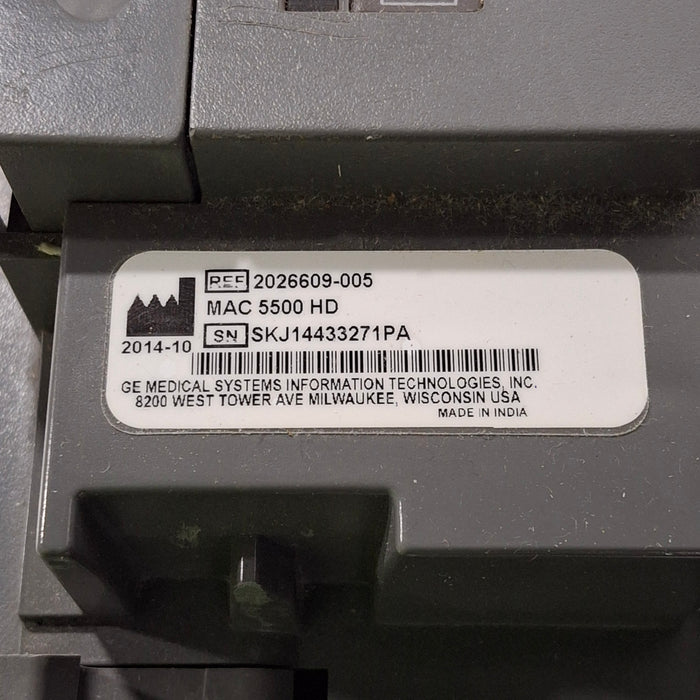 REF 2026609-005
MAC 5500 HD
SN SKJ14433271PA
2014-10
GE MEDICAL SYSTEMS INFORMATION TECHNOLOGIES, INC.
8200 WEST TOWER AVE MILWAUKEE, WISCONSIN USA
MADE IN INDIA